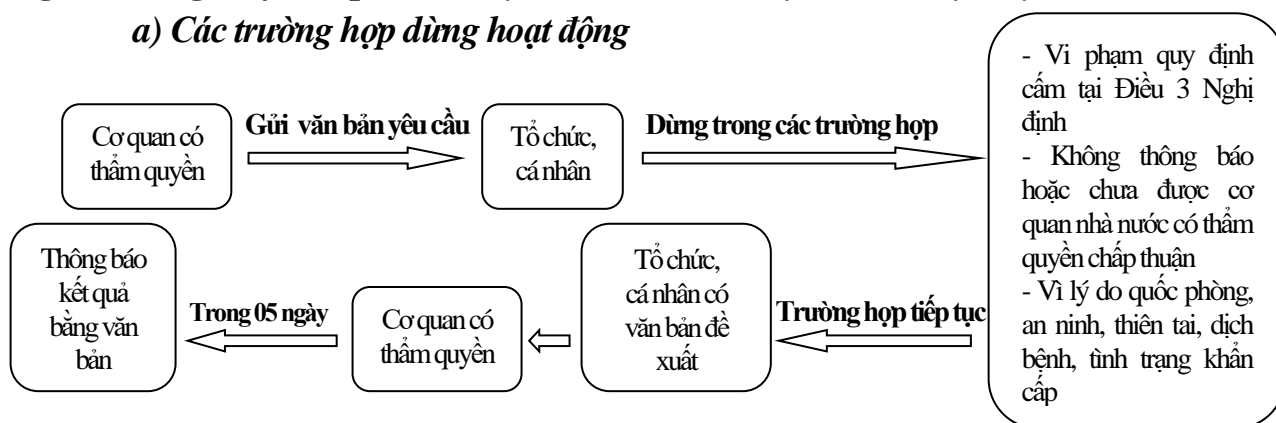 a) Các trường hợp dừng hoạt động
Cơ quan có
thẩm quyền
Gửi văn bản yêu cầu
Tổ chức,
cá nhân
Dừng trong các trường hợp
- Vi phạm quy định
cấm tại Điều 3 Nghị
định
- Không thông báo
hoặc chưa được cơ
quan nhà nước có thẩm
quyền chấp thuận
- Vì lý do quốc phòng,
an ninh, thiên tai, dịch
bệnh, tình trạng khẩn
cấp
Trường hợp tiếp tục
Tổ chức,
cá nhân có
văn bản đề
xuất
Cơ quan có
thẩm quyền
Trong 05 ngày
Thông báo
kết quả
bằng văn
bản